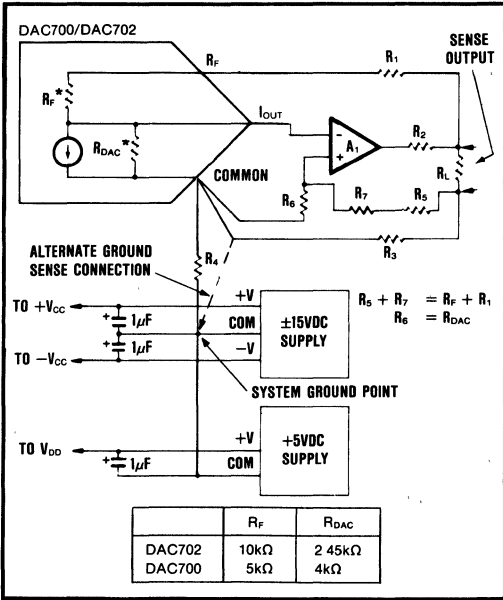 DAC700/DAC702
SENSE
OUTPUT
RF
R1
RF*
IOUT
RDAC*
A1
-
+
R2
RL
COMMON
R6
R7
R5
R3
R4
ALTERNATE GROUND
SENSE CONNECTION
R5 + R7 = RF + R1
R6 = RDAC
TO +VCC
+
1µF
+V
COM
±15VDC
SUPPLY
+
1µF
TO −VCC
−V
SYSTEM GROUND POINT
TO VDD
+
1µF
+V
COM
+5VDC
SUPPLY
RF RDAC
DAC702 10kΩ 2 45kΩ
DAC700 5kΩ 4kΩ